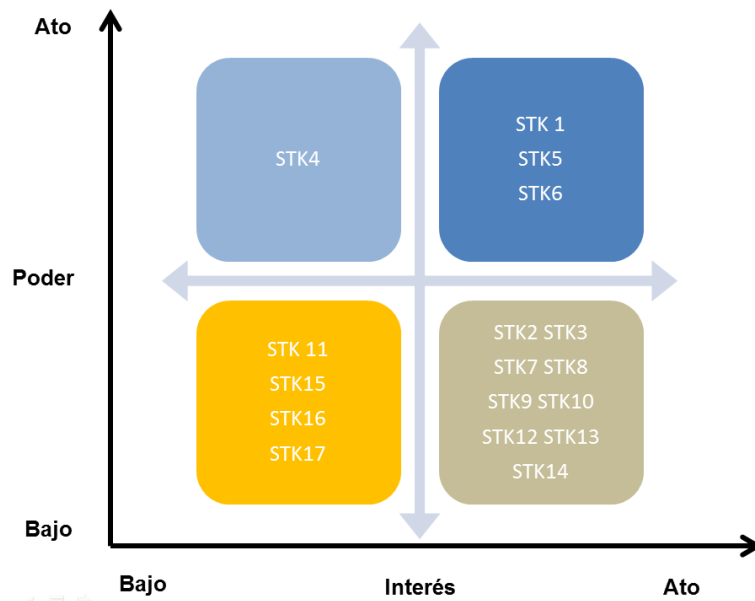 Ato
STK4
STK 1
STK5
STK6
Poder
STK 11
STK15
STK16
STK17
STK2 STK3
STK7 STK8
STK9 STK10
STK12 STK13
STK14
Bajo
Bajo
Interés
Ato